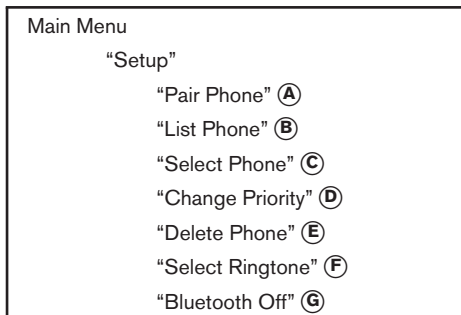 Main Menu
“Setup”
“Pair Phone” Ⓐ
“List Phone” Ⓑ
“Select Phone” Ⓒ
“Change Priority” Ⓓ
“Delete Phone” Ⓔ
“Select Ringtone” Ⓕ
“Bluetooth Off” Ⓖ